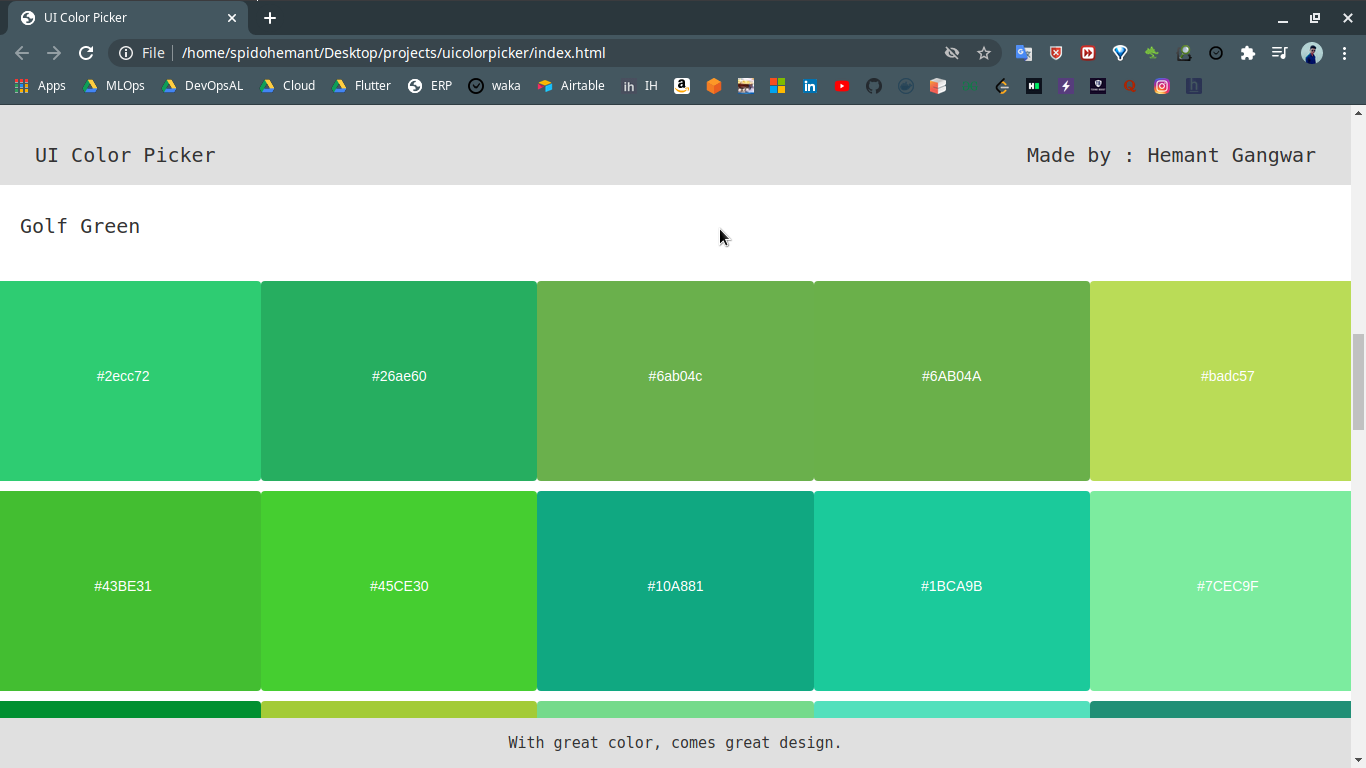 UI Color Picker
File
/home/spidohemant/Desktop/projects/uicolorpicker/index.html
Apps MLOps DevOpsAL Cloud Flutter ERP waka Airtable IH IH
UI Color Picker
Made by : Hemant Gangwar
Golf Green
#2ecc72 #26ae60 #6ab04c #6AB04A #badc57
#43BE31 #45CE30 #10A881 #1BCA9B #7CEC9F
With great color, comes great design.